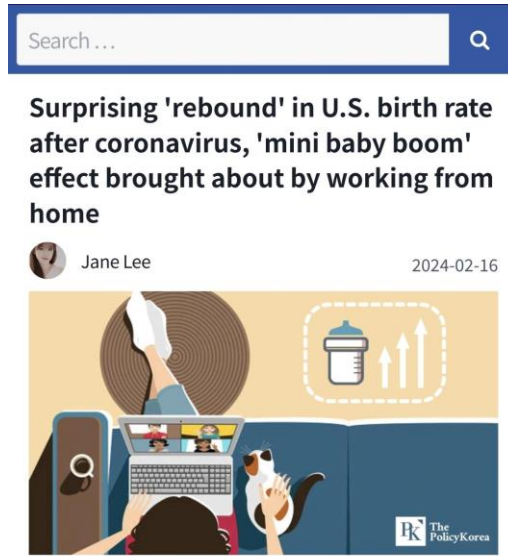 Search ...
Surprising 'rebound' in U.S. birth rate
after coronavirus, 'mini baby boom'
effect brought about by working from
home
Jane Lee
2024-02-16
PK The
PolicyKorea